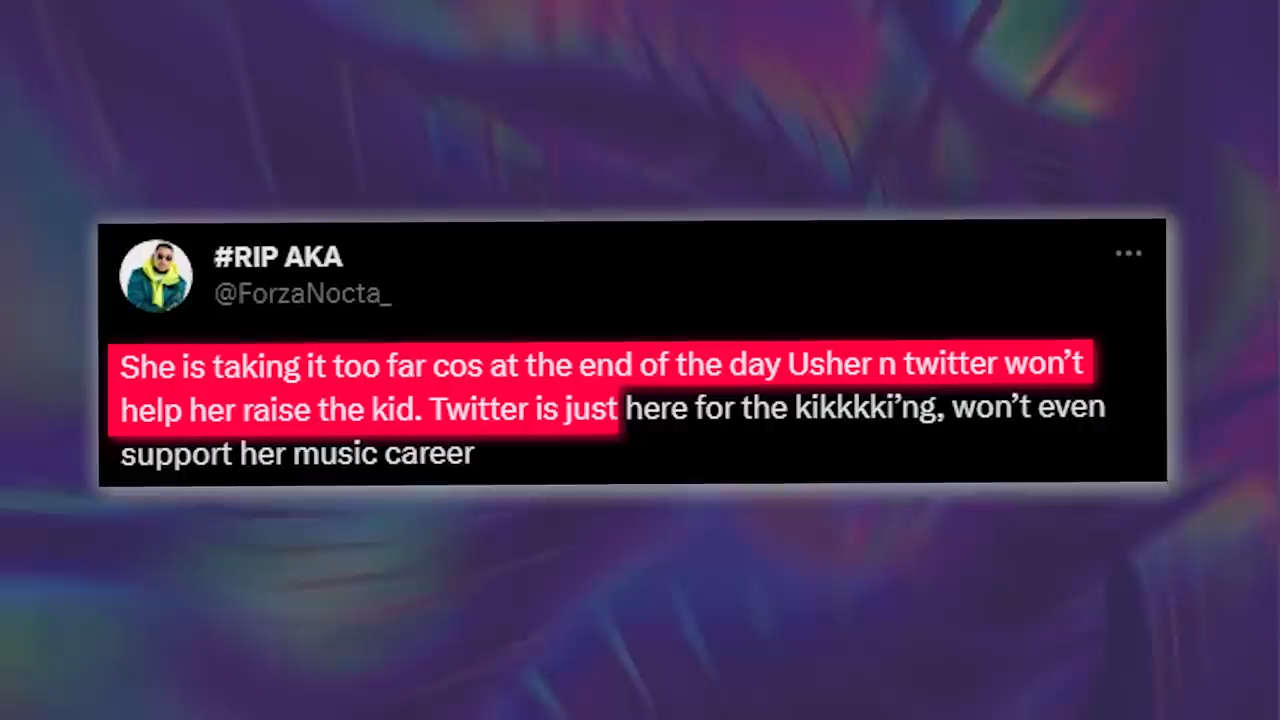 #RIP AKA
@ForzaNocta_
She is taking it too far cos at the end of the day Usher n twitter won’t
help her raise the kid. Twitter is just here for the kikkkki’ng, won’t even
support her music career